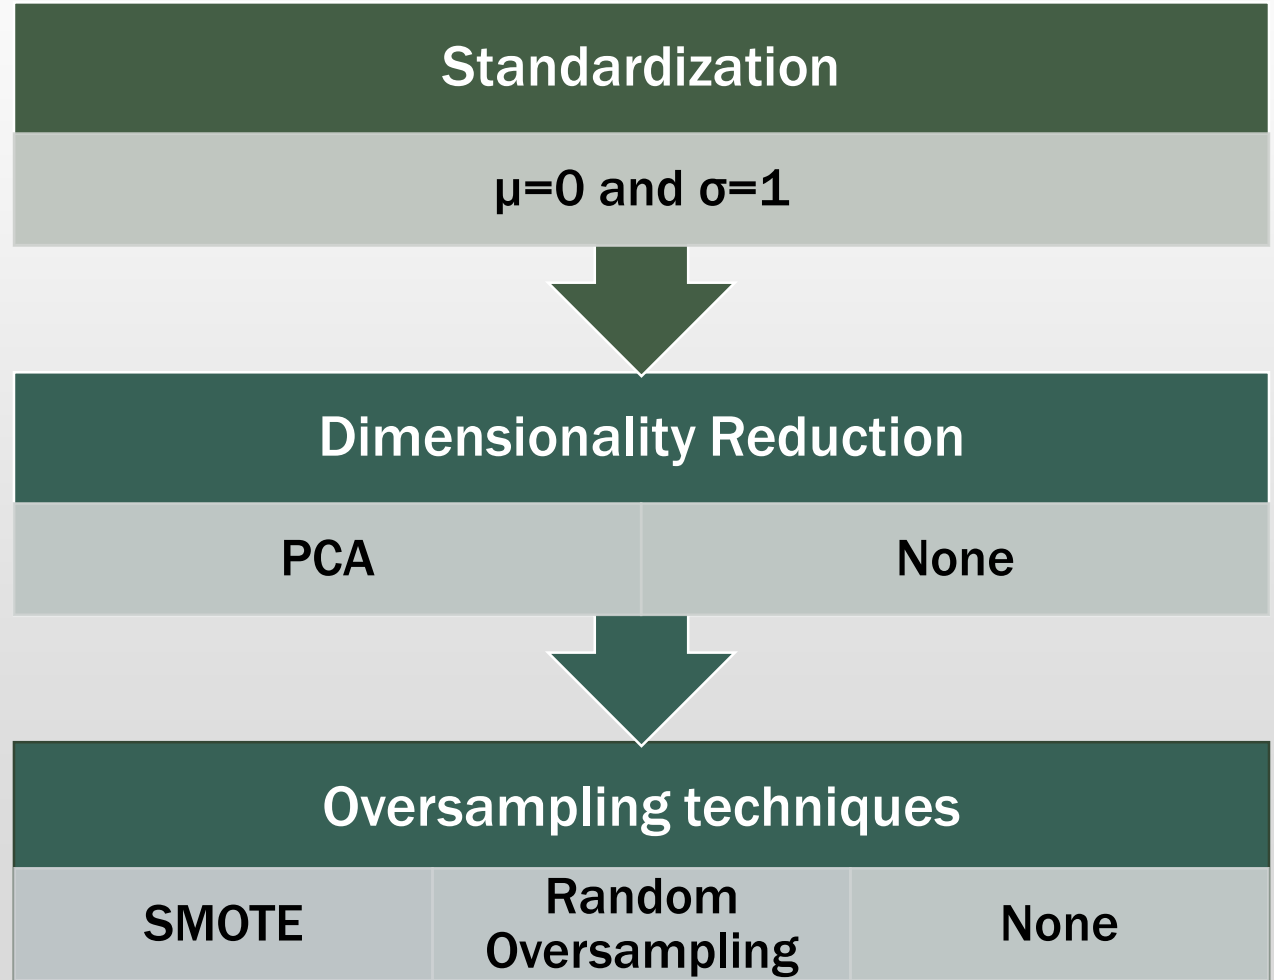 Standardization
μ=0 and σ=1
Dimensionality Reduction
PCA
None
Oversampling techniques
SMOTE
Random
Oversampling
None